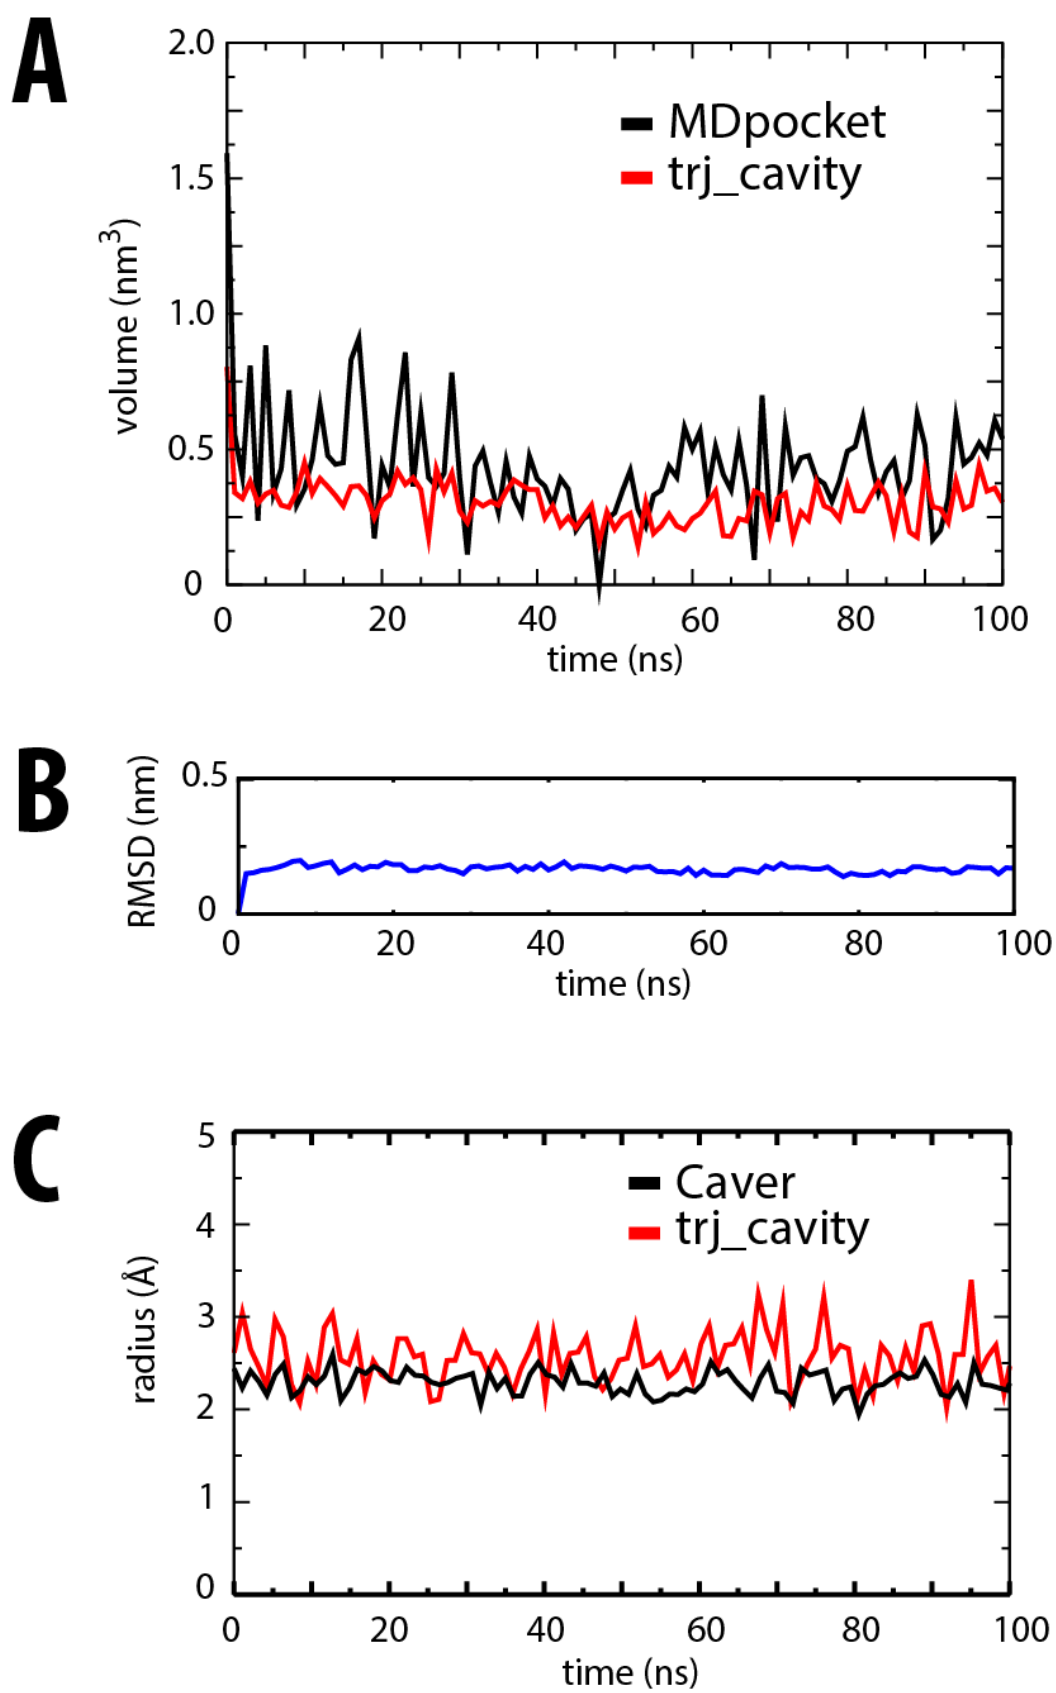 A
2.0
1.5
1.0
0.5
0
volume (nm³)
MDpocket
trj_cavity
0 20 40 60 80 100
time (ns)
B
0.5
0
RMSD (nm)
0 20 40 60 80 100
time (ns)
C
5
4
3
2
1
0
radius (Å)
Caver
trj_cavity
0 20 40 60 80 100
time (ns)